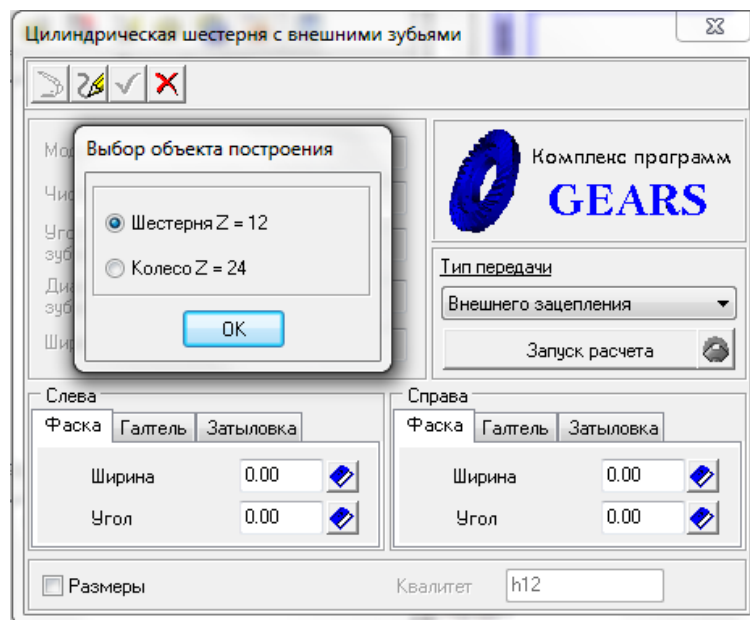 Цилиндрическая шестерня с внешними зубьями
Выбор объекта построения
Шестерня Z = 12
Колесо Z = 24
OK
Комплекс программ
GEARS
Тип передачи
Внешнего зацепления
Запуск расчета
Слева
Фаска Галтель Затыловка
Ширина 0.00
Угол 0.00
Справа
Фаска Галтель Затыловка
Ширина 0.00
Угол 0.00
Размеры
Квалитет h12